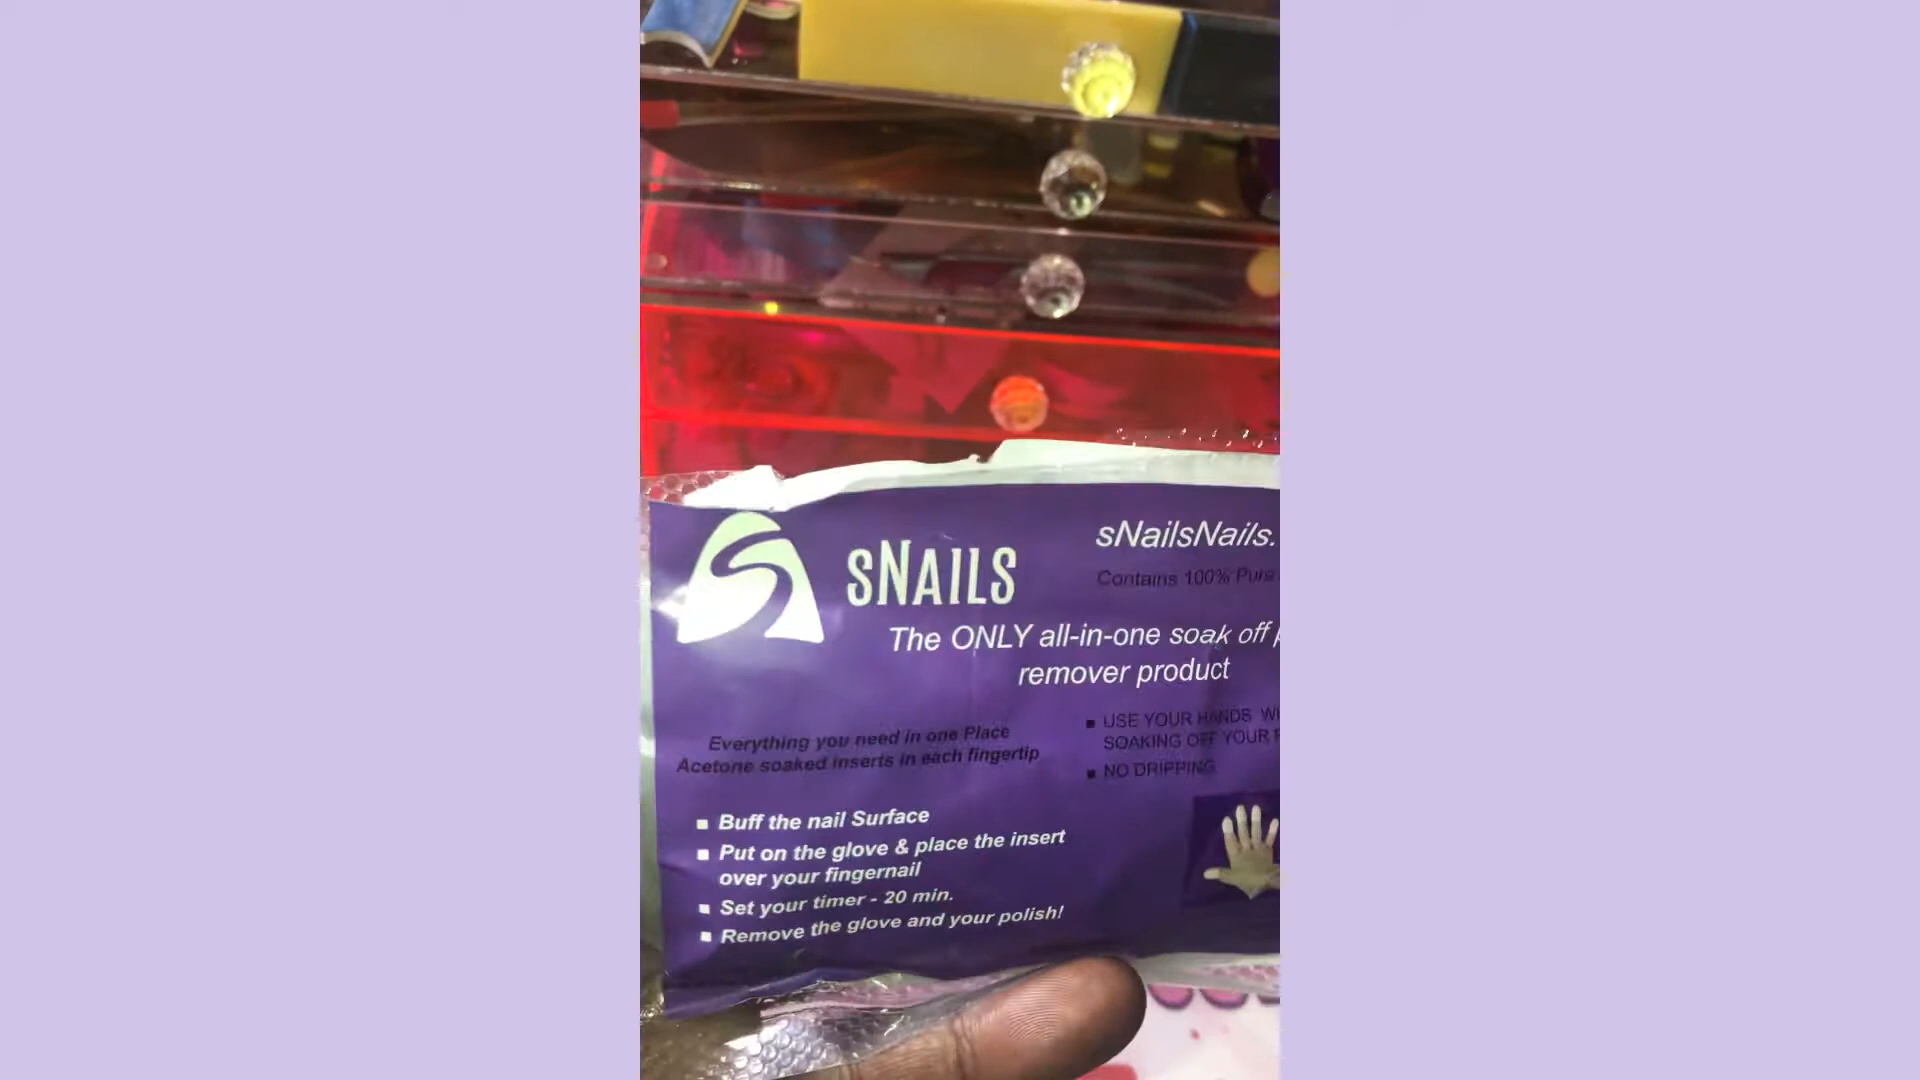 sNAILS
sNailsNails.
Contains 100% Pure
The ONLY all-in-one soak off
remover product
Everything you need in one Place
Acetone soaked inserts in each fingertip
■ Buff the nail Surface
■ Put on the glove & place the insert
over your fingernail
■ Set your timer - 20 min.
■ Remove the glove and your polish!
■ USE YOUR HANDS
SOAKING OFF YOUR
■ NO DRIPPING